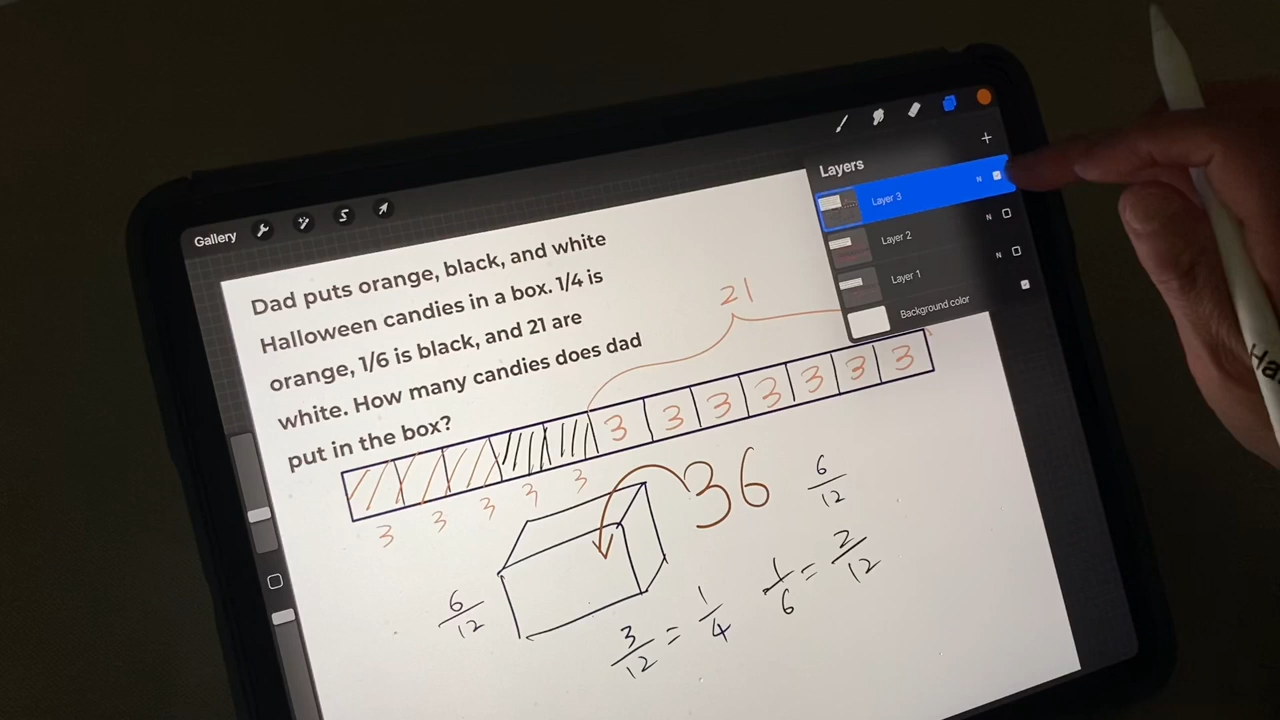 Gallery
Layers
Layer 3
N
Layer 2
N
Layer 1
N
Background color
Dad puts orange, black, and white
Halloween candies in a box. 1/4 is
orange, 1/6 is black, and 21 are
white. How many candies does dad
put in the box?
21
3 3 3 3 3 3 3
3 3 3 3 3
36
6/12
6/12
3/12 = 1/4
1/6 = 2/12